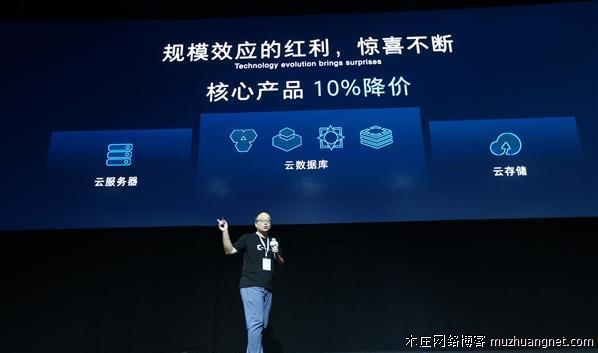 规模效应的红利，惊喜不断
Technology evolution brings surprises
核心产品 10%降价
云服务器
云数据库
云存储
木庄网络博客 muzhuangnet.com